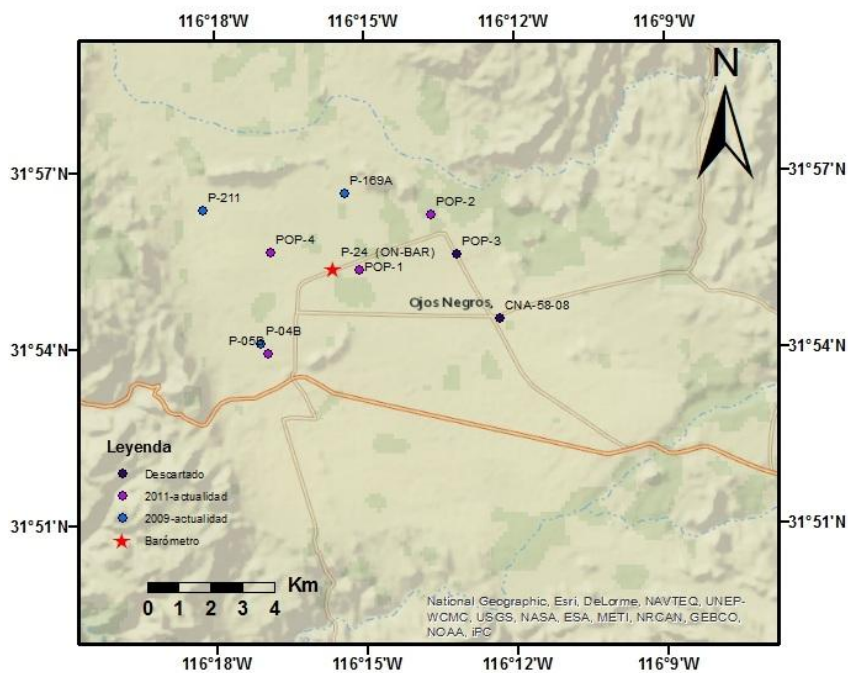 116°18'W 116°15'W 116°12'W 116°9'W
N
31°57'N 31°57'N
P-169A
P-211
POP-2
POP-4
P-24 (ON-BAR)
POP-3
POP-1
Ojos Negros
CNA-58-08
P-04B
P-05B
31°54'N 31°54'N
Leyenda
Descartado
2011-actualidad
2009-actualidad
Barómetro
31°51'N 31°51'N
Km
0 1 2 3 4
National Geographic, Esri, DeLorme, NAVTEQ, UNEP-
WCMC, USGS, NASA, ESA, METI, NRCAN, GEBCO,
NOAA, iPC
116°18'W 116°15'W 116°12'W 116°9'W